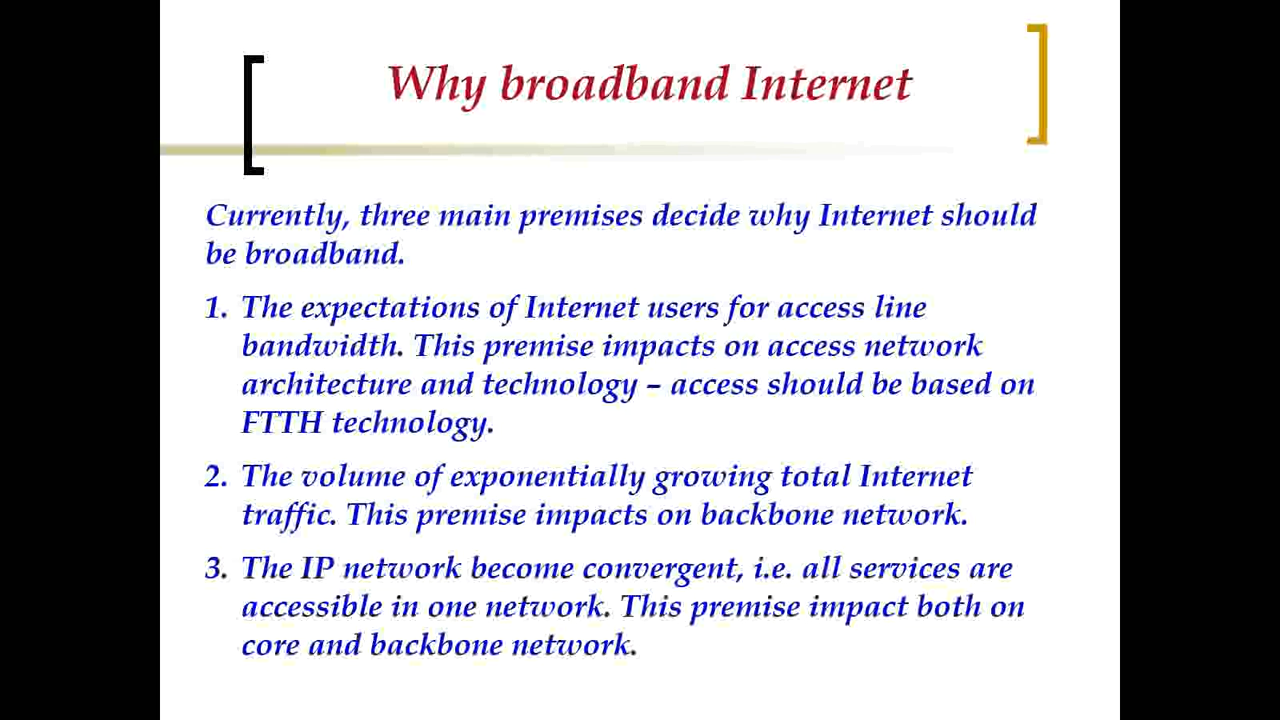 Why broadband Internet
Currently, three main premises decide why Internet should
be broadband.
1. The expectations of Internet users for access line
bandwidth. This premise impacts on access network
architecture and technology – access should be based on
FTTH technology.
2. The volume of exponentially growing total Internet
traffic. This premise impacts on backbone network.
3. The IP network become convergent, i.e. all services are
accessible in one network. This premise impact both on
core and backbone network.